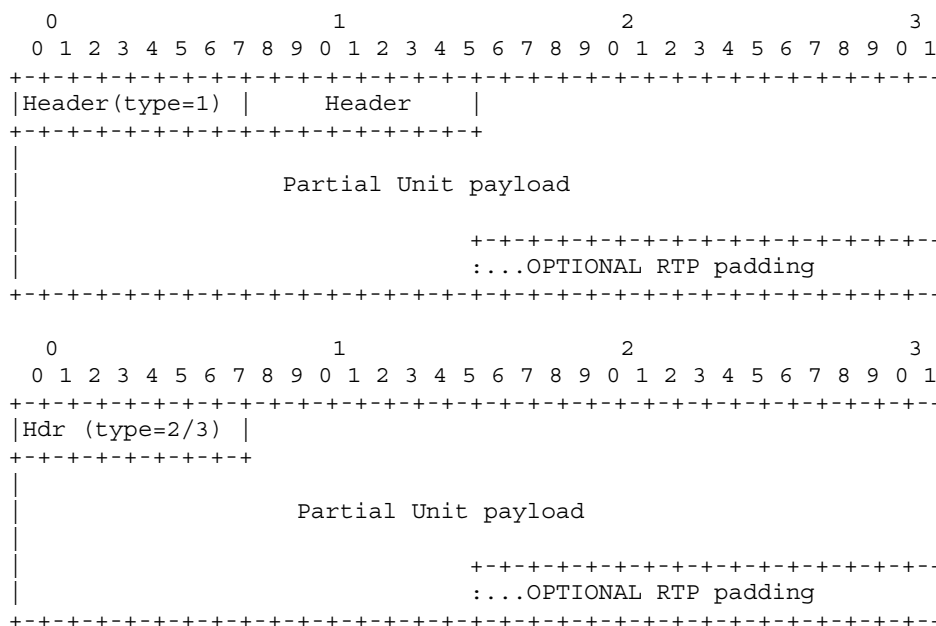 0                   1                   2                   3
   0 1 2 3 4 5 6 7 8 9 0 1 2 3 4 5 6 7 8 9 0 1 2 3 4 5 6 7 8 9 0 1
  +-+-+-+-+-+-+-+-+-+-+-+-+-+-+-+-+-+-+-+-+-+-+-+-+-+-+-+-+-+-+-+--
  |Header(type=1) |     Header    |
  +-+-+-+-+-+-+-+-+-+-+-+-+-+-+-+-+
  |
  |                  Partial Unit payload
  |
  |                               +-+-+-+-+-+-+-+-+-+-+-+-+-+-+-+--
  |                               :...OPTIONAL RTP padding
  +-+-+-+-+-+-+-+-+-+-+-+-+-+-+-+-+-+-+-+-+-+-+-+-+-+-+-+-+-+-+-+--

    0                   1                   2                   3
   0 1 2 3 4 5 6 7 8 9 0 1 2 3 4 5 6 7 8 9 0 1 2 3 4 5 6 7 8 9 0 1
  +-+-+-+-+-+-+-+-+-+-+-+-+-+-+-+-+-+-+-+-+-+-+-+-+-+-+-+-+-+-+-+--
  |Hdr (type=2/3) |
  +-+-+-+-+-+-+-+-+
  |
  |                   Partial Unit payload
  |
  |                               +-+-+-+-+-+-+-+-+-+-+-+-+-+-+-+--
  |                               :...OPTIONAL RTP padding
  +-+-+-+-+-+-+-+-+-+-+-+-+-+-+-+-+-+-+-+-+-+-+-+-+-+-+-+-+-+-+-+--